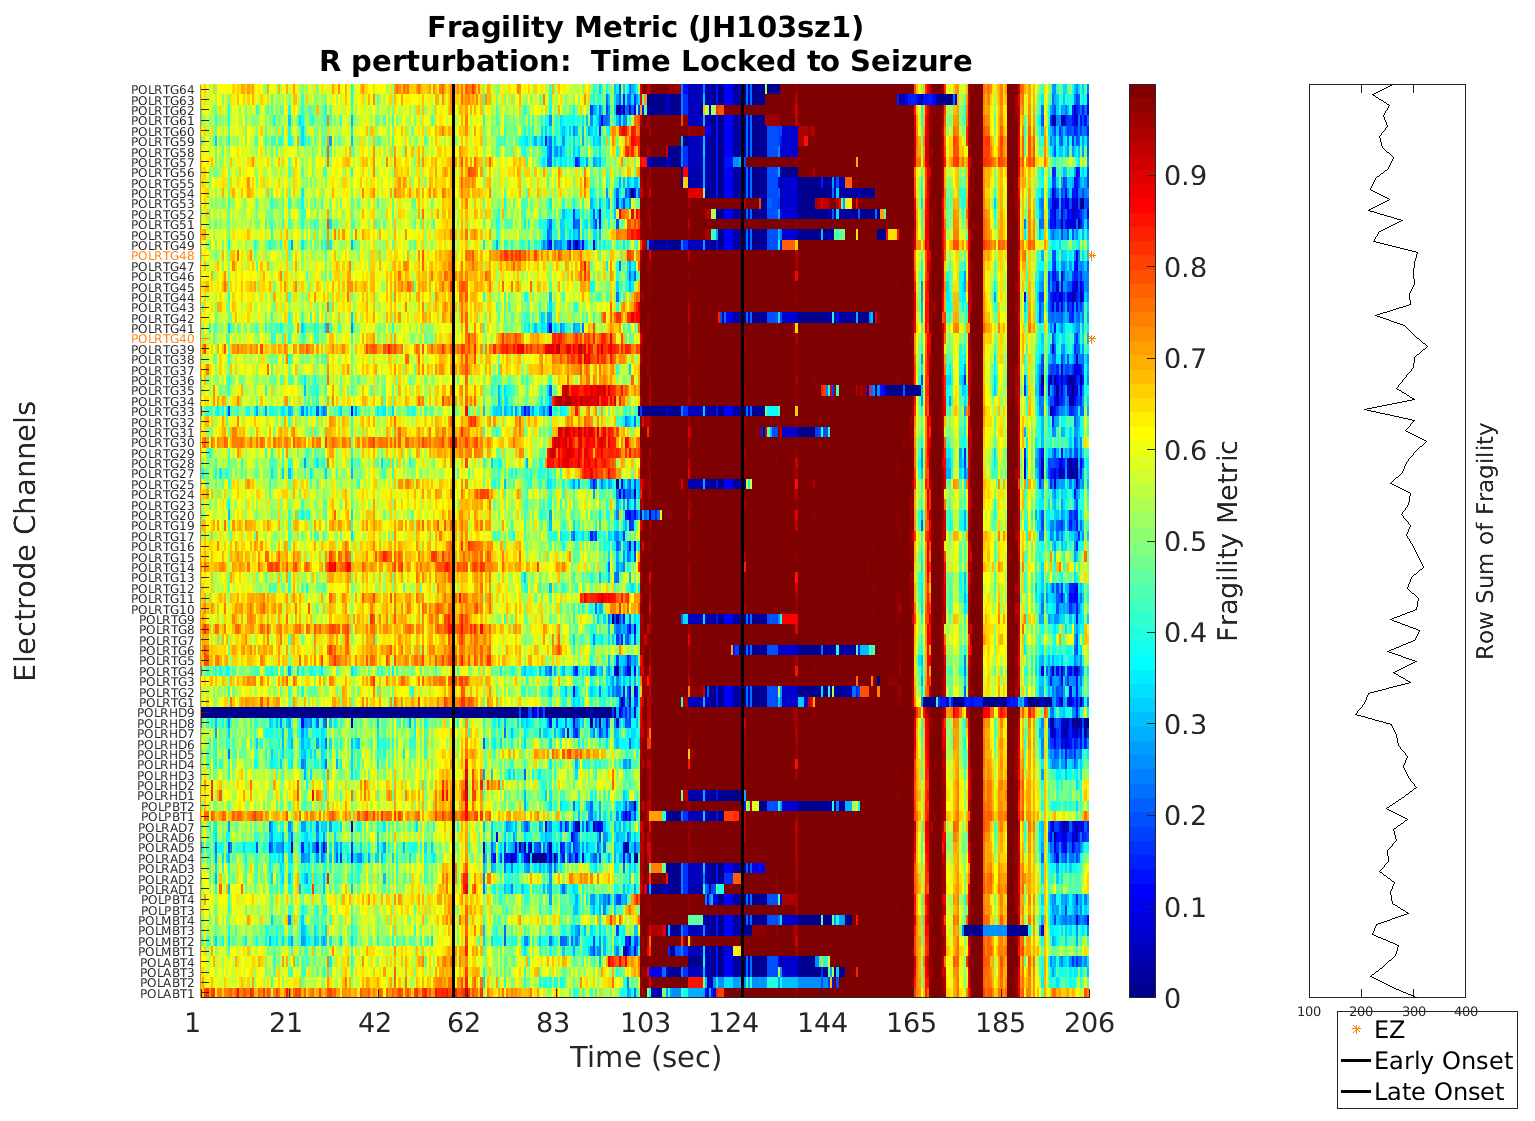 Fragility Metric (JH103sz1)
R perturbation:  Time Locked to Seizure
Electrode Channels
POLRTG64
POLRTG63
POLRTG62
POLRTG61
POLRTG60
POLRTG59
POLRTG58
POLRTG57
POLRTG56
POLRTG55
POLRTG54
POLRTG53
POLRTG52
POLRTG51
POLRTG50
POLRTG49
POLRTG48
POLRTG47
POLRTG46
POLRTG45
POLRTG44
POLRTG43
POLRTG42
POLRTG41
POLRTG40
POLRTG39
POLRTG38
POLRTG37
POLRTG36
POLRTG35
POLRTG34
POLRTG33
POLRTG32
POLRTG31
POLRTG30
POLRTG29
POLRTG28
POLRTG27
POLRTG25
POLRTG24
POLRTG23
POLRTG20
POLRTG19
POLRTG17
POLRTG16
POLRTG15
POLRTG14
POLRTG13
POLRTG12
POLRTG11
POLRTG10
POLRTG9
POLRTG8
POLRTG7
POLRTG6
POLRTG5
POLRTG4
POLRTG3
POLRTG2
POLRTG1
POLRHD9
POLRHD8
POLRHD7
POLRHD6
POLRHD5
POLRHD4
POLRHD3
POLRHD2
POLRHD1
POLPBT2
POLPBT1
POLRAD7
POLRAD6
POLRAD5
POLRAD4
POLRAD3
POLRAD2
POLRAD1
POLPBT4
POLPBT3
POLMBT4
POLMBT3
POLMBT2
POLMBT1
POLABT4
POLABT3
POLABT2
POLABT1
1 21 42 62 83 103 124 144 165 185 206
Time (sec)
0.9
0.8
0.7
0.6
0.5
0.4
0.3
0.2
0.1
0
Fragility Metric
100 200 300 400
Row Sum of Fragility
EZ
Early Onset
Late Onset